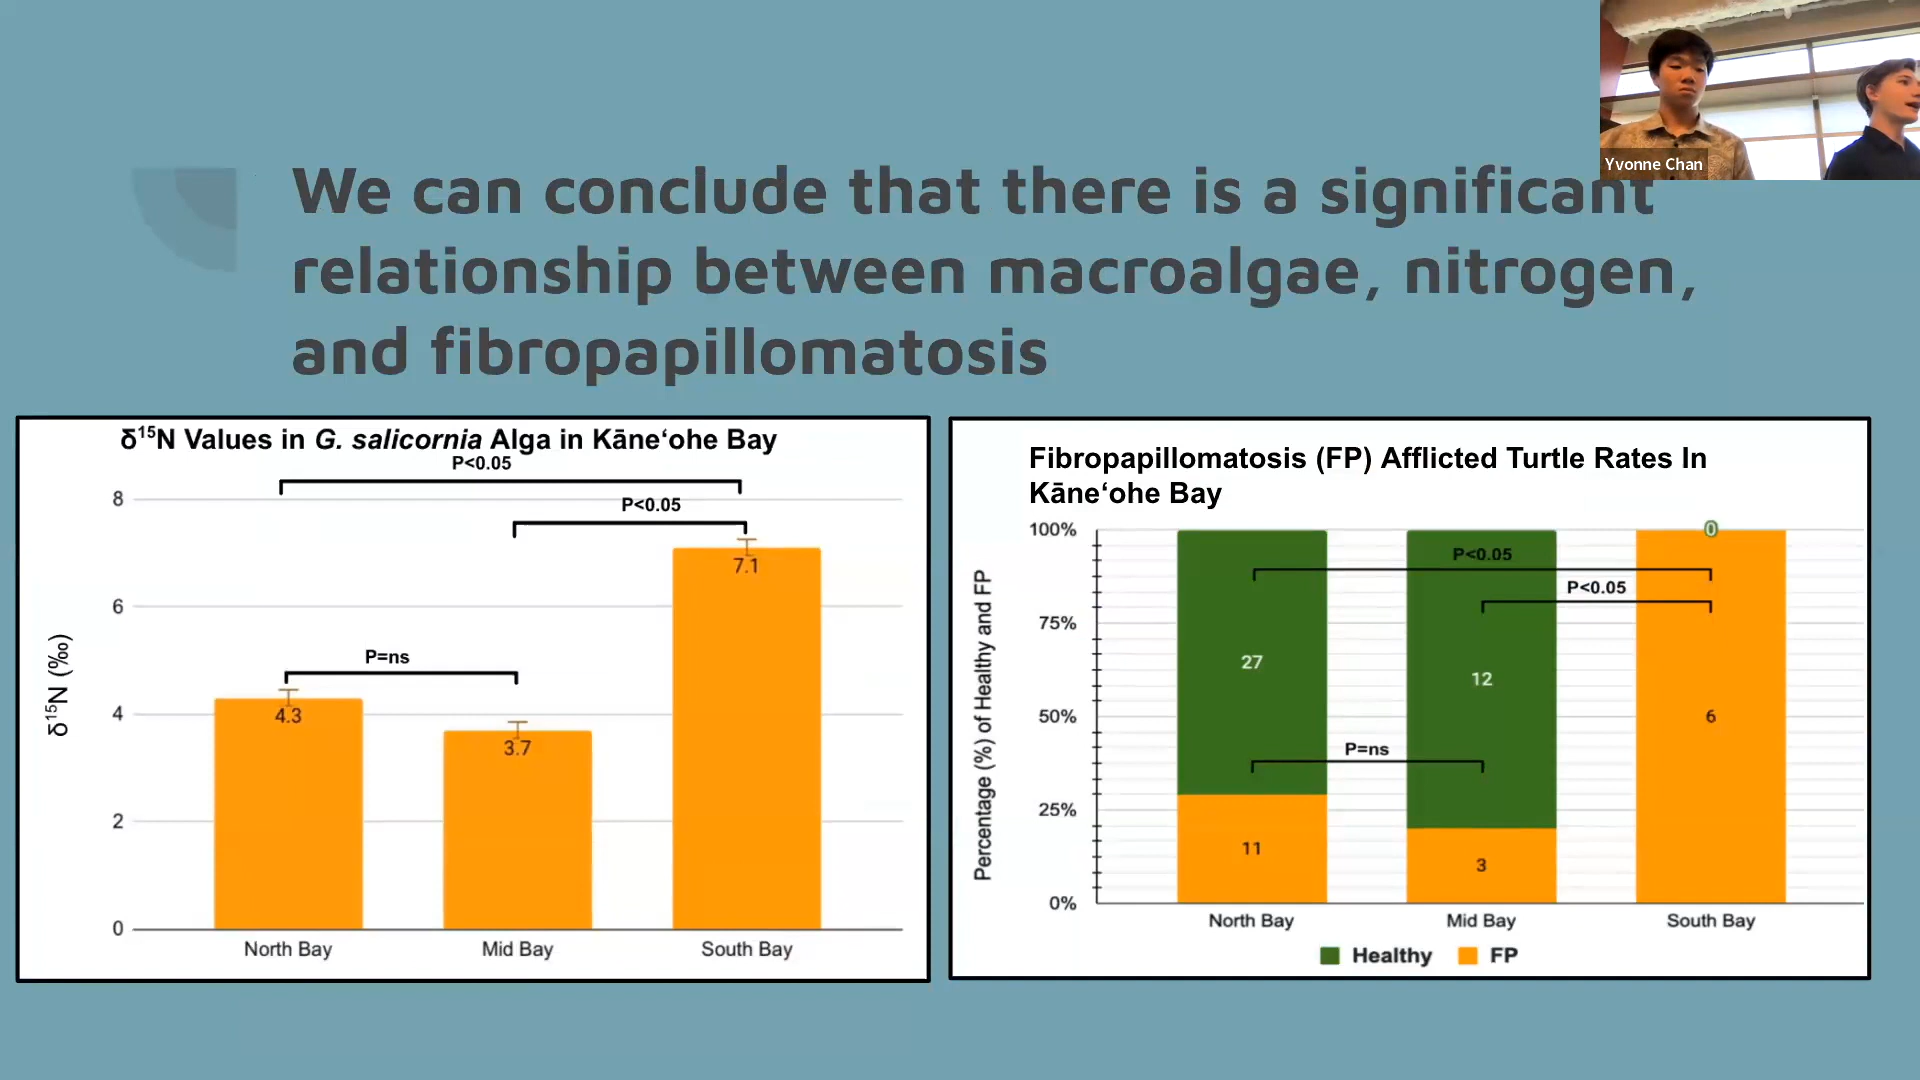 Yvonne Chan
We can conclude that there is a significant
relationship between macroalgae, nitrogen,
and fibropapillomatosis
δ¹⁵N Values in G. salicornia Alga in Kāneʻohe Bay
P<0.05
8
P<0.05
7.1
6
P=ns
4.3
4
3.7
2
0
δ¹⁵N (‰)
North Bay Mid Bay South Bay
Fibropapillomatosis (FP) Afflicted Turtle Rates In
Kāneʻohe Bay
100%
0
P<0.05
P<0.05
75%
27
12
50%
6
P=ns
25%
11
3
0%
Percentage (%) of Healthy and FP
North Bay Mid Bay South Bay
Healthy FP